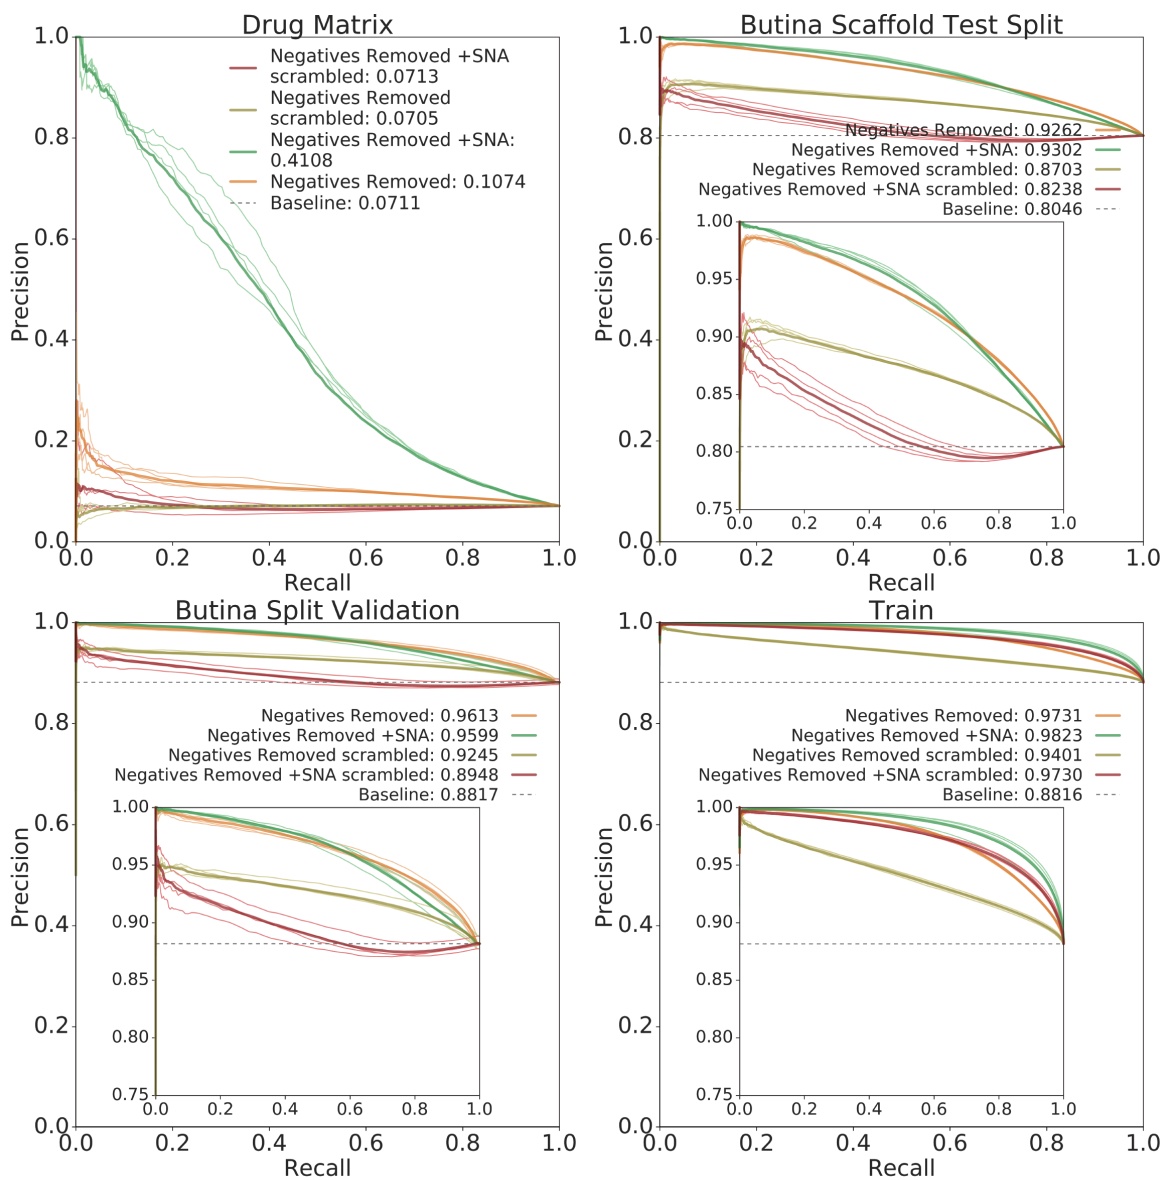 Drug Matrix
1.0
0.8
0.6
0.4
0.2
0.0
Precision
Negatives Removed +SNA
scrambled: 0.0713
Negatives Removed
scrambled: 0.0705
Negatives Removed +SNA:
0.4108
Negatives Removed: 0.1074
Baseline: 0.0711
0.0 0.2 0.4 0.6 0.8 1.0
Recall
Butina Scaffold Test Split
1.0
0.8
0.6
0.4
0.2
0.0
Precision
Negatives Removed: 0.9262
Negatives Removed +SNA: 0.9302
Negatives Removed scrambled: 0.8703
Negatives Removed +SNA scrambled: 0.8238
Baseline: 0.8046
1.00
0.95
0.90
0.85
0.80
0.75
0.0 0.2 0.4 0.6 0.8 1.0
0.2 0.4 0.6 0.8 1.0
Recall
Butina Split Validation
1.0
0.8
0.6
0.4
0.2
0.0
Precision
Negatives Removed: 0.9613
Negatives Removed +SNA: 0.9599
Negatives Removed scrambled: 0.9245
Negatives Removed +SNA scrambled: 0.8948
Baseline: 0.8817
1.00
0.95
0.90
0.85
0.80
0.75
0.0 0.2 0.4 0.6 0.8 1.0
0.0 0.2 0.4 0.6 0.8 1.0
Recall
Train
1.0
0.8
0.6
0.4
0.2
0.0
Precision
Negatives Removed: 0.9731
Negatives Removed +SNA: 0.9823
Negatives Removed scrambled: 0.9401
Negatives Removed +SNA scrambled: 0.9730
Baseline: 0.8816
1.00
0.95
0.90
0.85
0.80
0.75
0.0 0.2 0.4 0.6 0.8 1.0
0.0 0.2 0.4 0.6 0.8 1.0
Recall